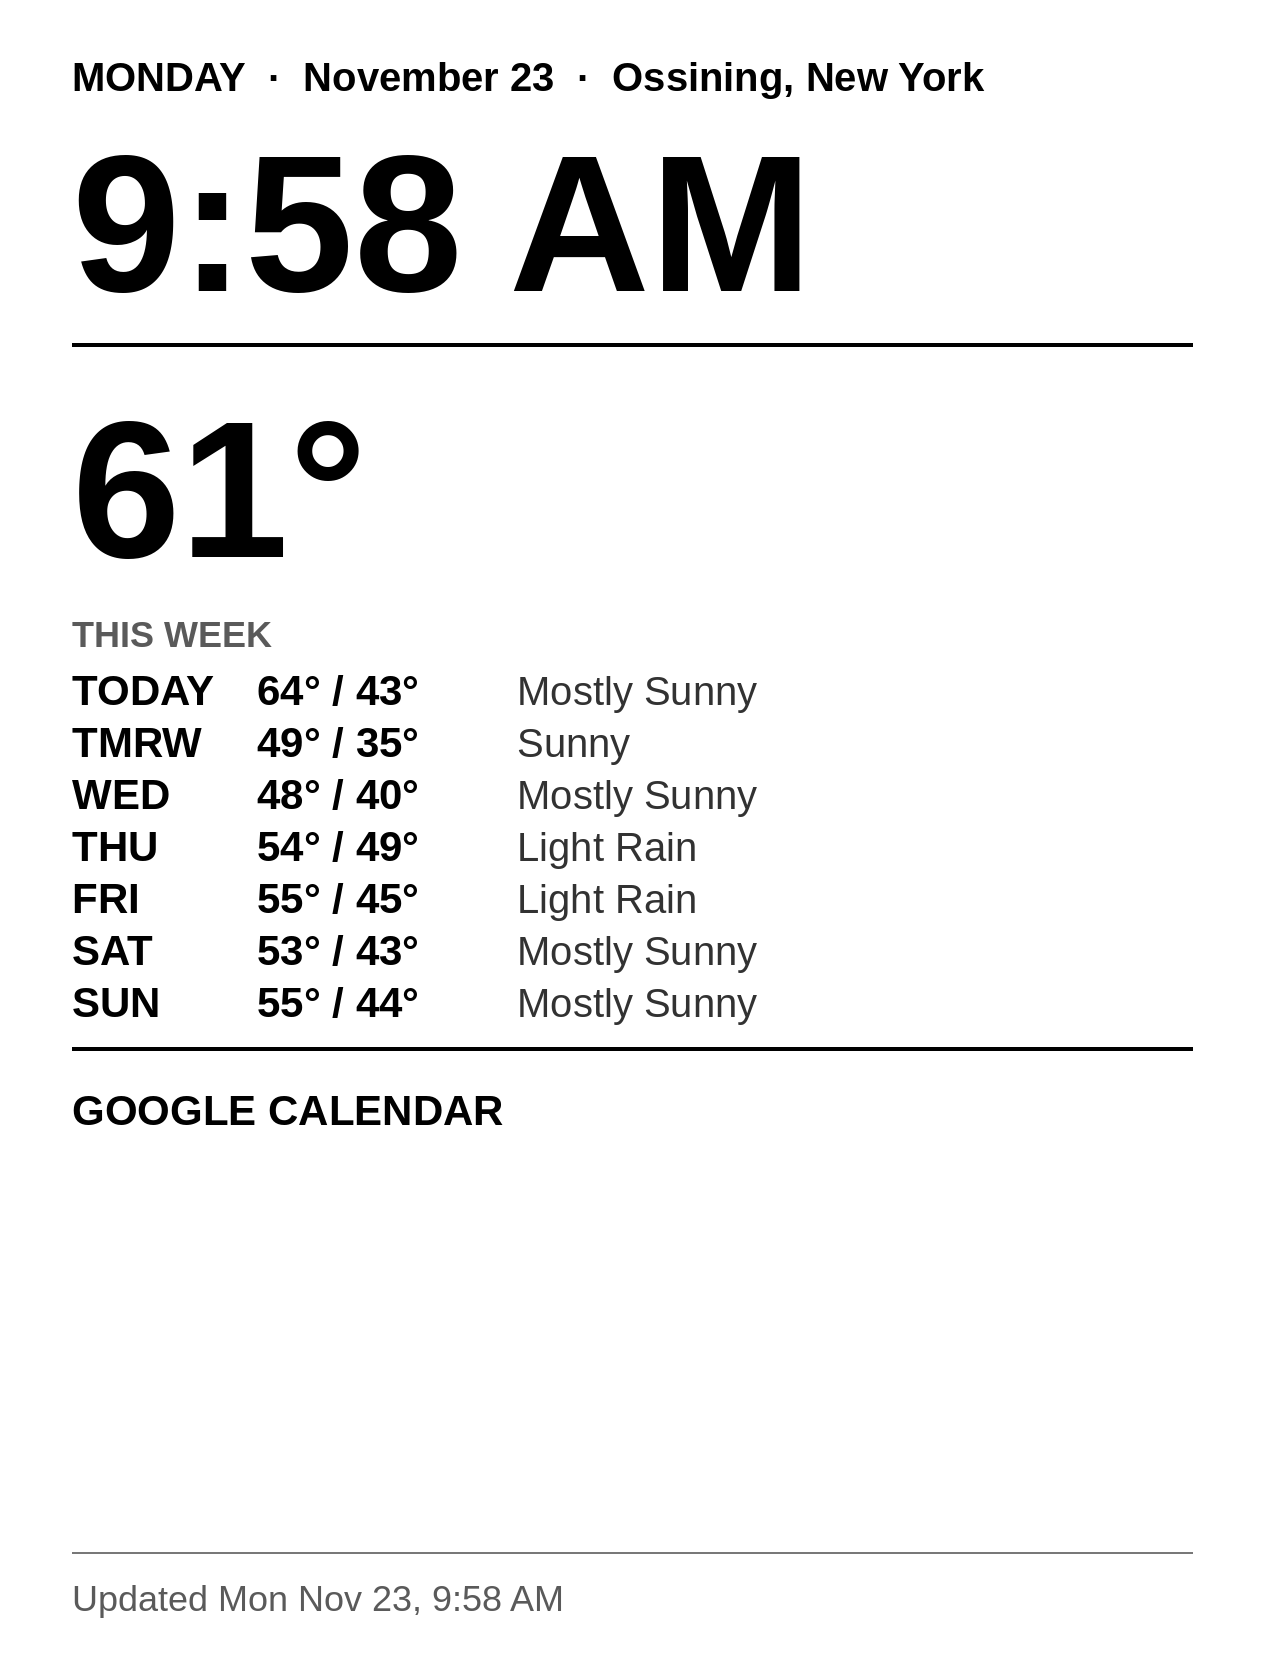 MONDAY · November 23 · Ossining, New York
9:58 AM
61°
THIS WEEK
TODAY 64° / 43° Mostly Sunny
TMRW 49° / 35° Sunny
WED 48° / 40° Mostly Sunny
THU 54° / 49° Light Rain
FRI 55° / 45° Light Rain
SAT 53° / 43° Mostly Sunny
SUN 55° / 44° Mostly Sunny
GOOGLE CALENDAR
Updated Mon Nov 23, 9:58 AM